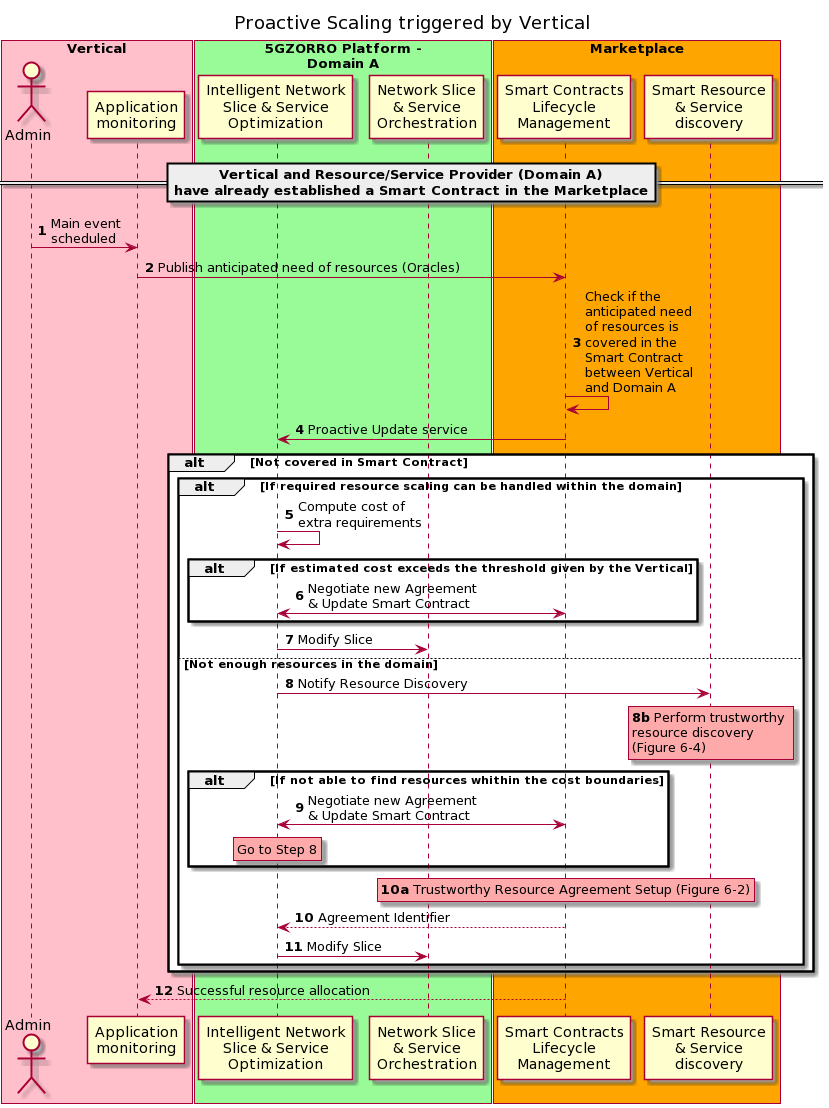 Proactive Scaling triggered by Vertical
Vertical
5GZORRO Platform -
Domain A
Marketplace
Admin
Application
monitoring
Intelligent Network
Slice & Service
Optimization
Network Slice
& Service
Orchestration
Smart Contracts
Lifecycle
Management
Smart Resource
& Service
discovery
Vertical and Resource/Service Provider (Domain A)
have already established a Smart Contract in the Marketplace
1 Main event
scheduled
2 Publish anticipated need of resources (Oracles)
Check if the
anticipated need
of resources is
3 covered in the
Smart Contract
between Vertical
and Domain A
4 Proactive Update service
alt [Not covered in Smart Contract]
alt [If required resource scaling can be handled within the domain]
5 Compute cost of
extra requirements
alt [If estimated cost exceeds the threshold given by the Vertical]
6 Negotiate new Agreement
& Update Smart Contract
7 Modify Slice
[Not enough resources in the domain]
8 Notify Resource Discovery
8b Perform trustworthy
resource discovery
(Figure 6-4)
alt [If not able to find resources whithin the cost boundaries]
9 Negotiate new Agreement
& Update Smart Contract
Go to Step 8
10a Trustworthy Resource Agreement Setup (Figure 6-2)
10 Agreement Identifier
11 Modify Slice
12 Successful resource allocation
Admin
Application
monitoring
Intelligent Network
Slice & Service
Optimization
Network Slice
& Service
Orchestration
Smart Contracts
Lifecycle
Management
Smart Resource
& Service
discovery